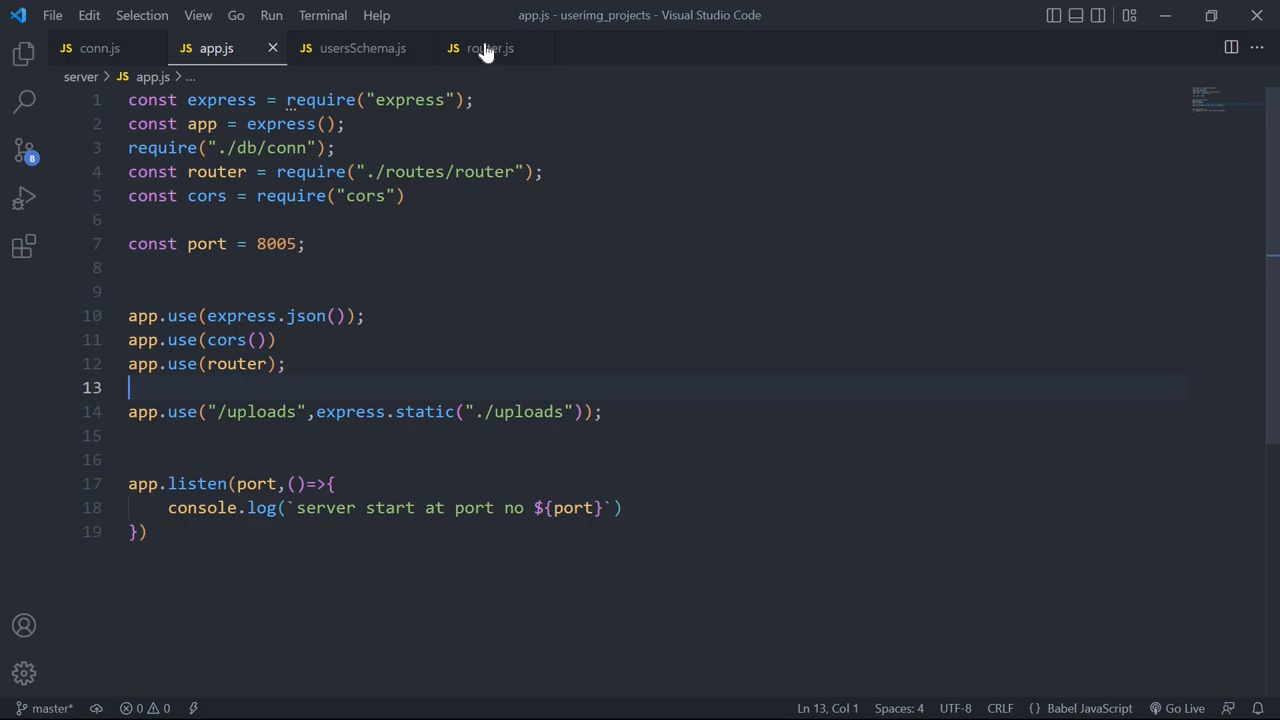 File Edit Selection View Go Run Terminal Help app.js - userimg_projects - Visual Studio Code
JS conn.js JS app.js JS usersSchema.js JS router.js
server > JS app.js > ...
1 const express = require("express");
2 const app = express();
3 require("./db/conn");
4 const router = require("./routes/router");
5 const cors = require("cors")
6
7 const port = 8005;
8
9
10 app.use(express.json());
11 app.use(cors())
12 app.use(router);
13
14 app.use("/uploads",express.static("./uploads"));
15
16
17 app.listen(port,()=>{
18 console.log(`server start at port no ${port}`)
19 })
8
master* 0 0 Ln 13, Col 1 Spaces: 4 UTF-8 CRLF {} Babel JavaScript Go Live